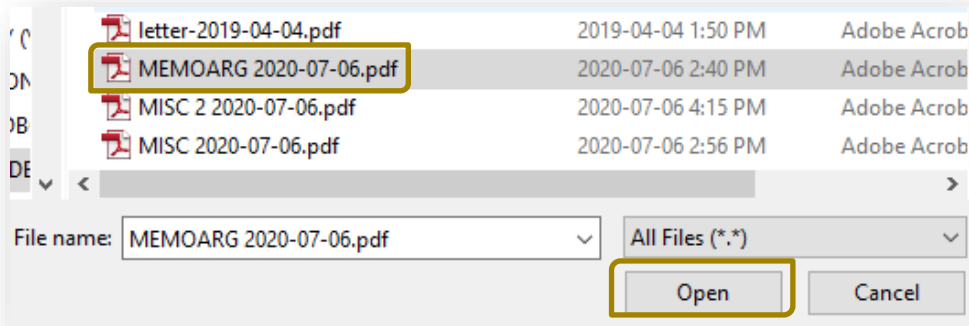 letter-2019-04-04.pdf 2019-04-04 1:50 PM Adobe Acrob
MEMOARG 2020-07-06.pdf 2020-07-06 2:40 PM Adobe Acrob
MISC 2 2020-07-06.pdf 2020-07-06 4:15 PM Adobe Acrob
MISC 2020-07-06.pdf 2020-07-06 2:56 PM Adobe Acrob
File name: MEMOARG 2020-07-06.pdf All Files (*.*)
Open Cancel